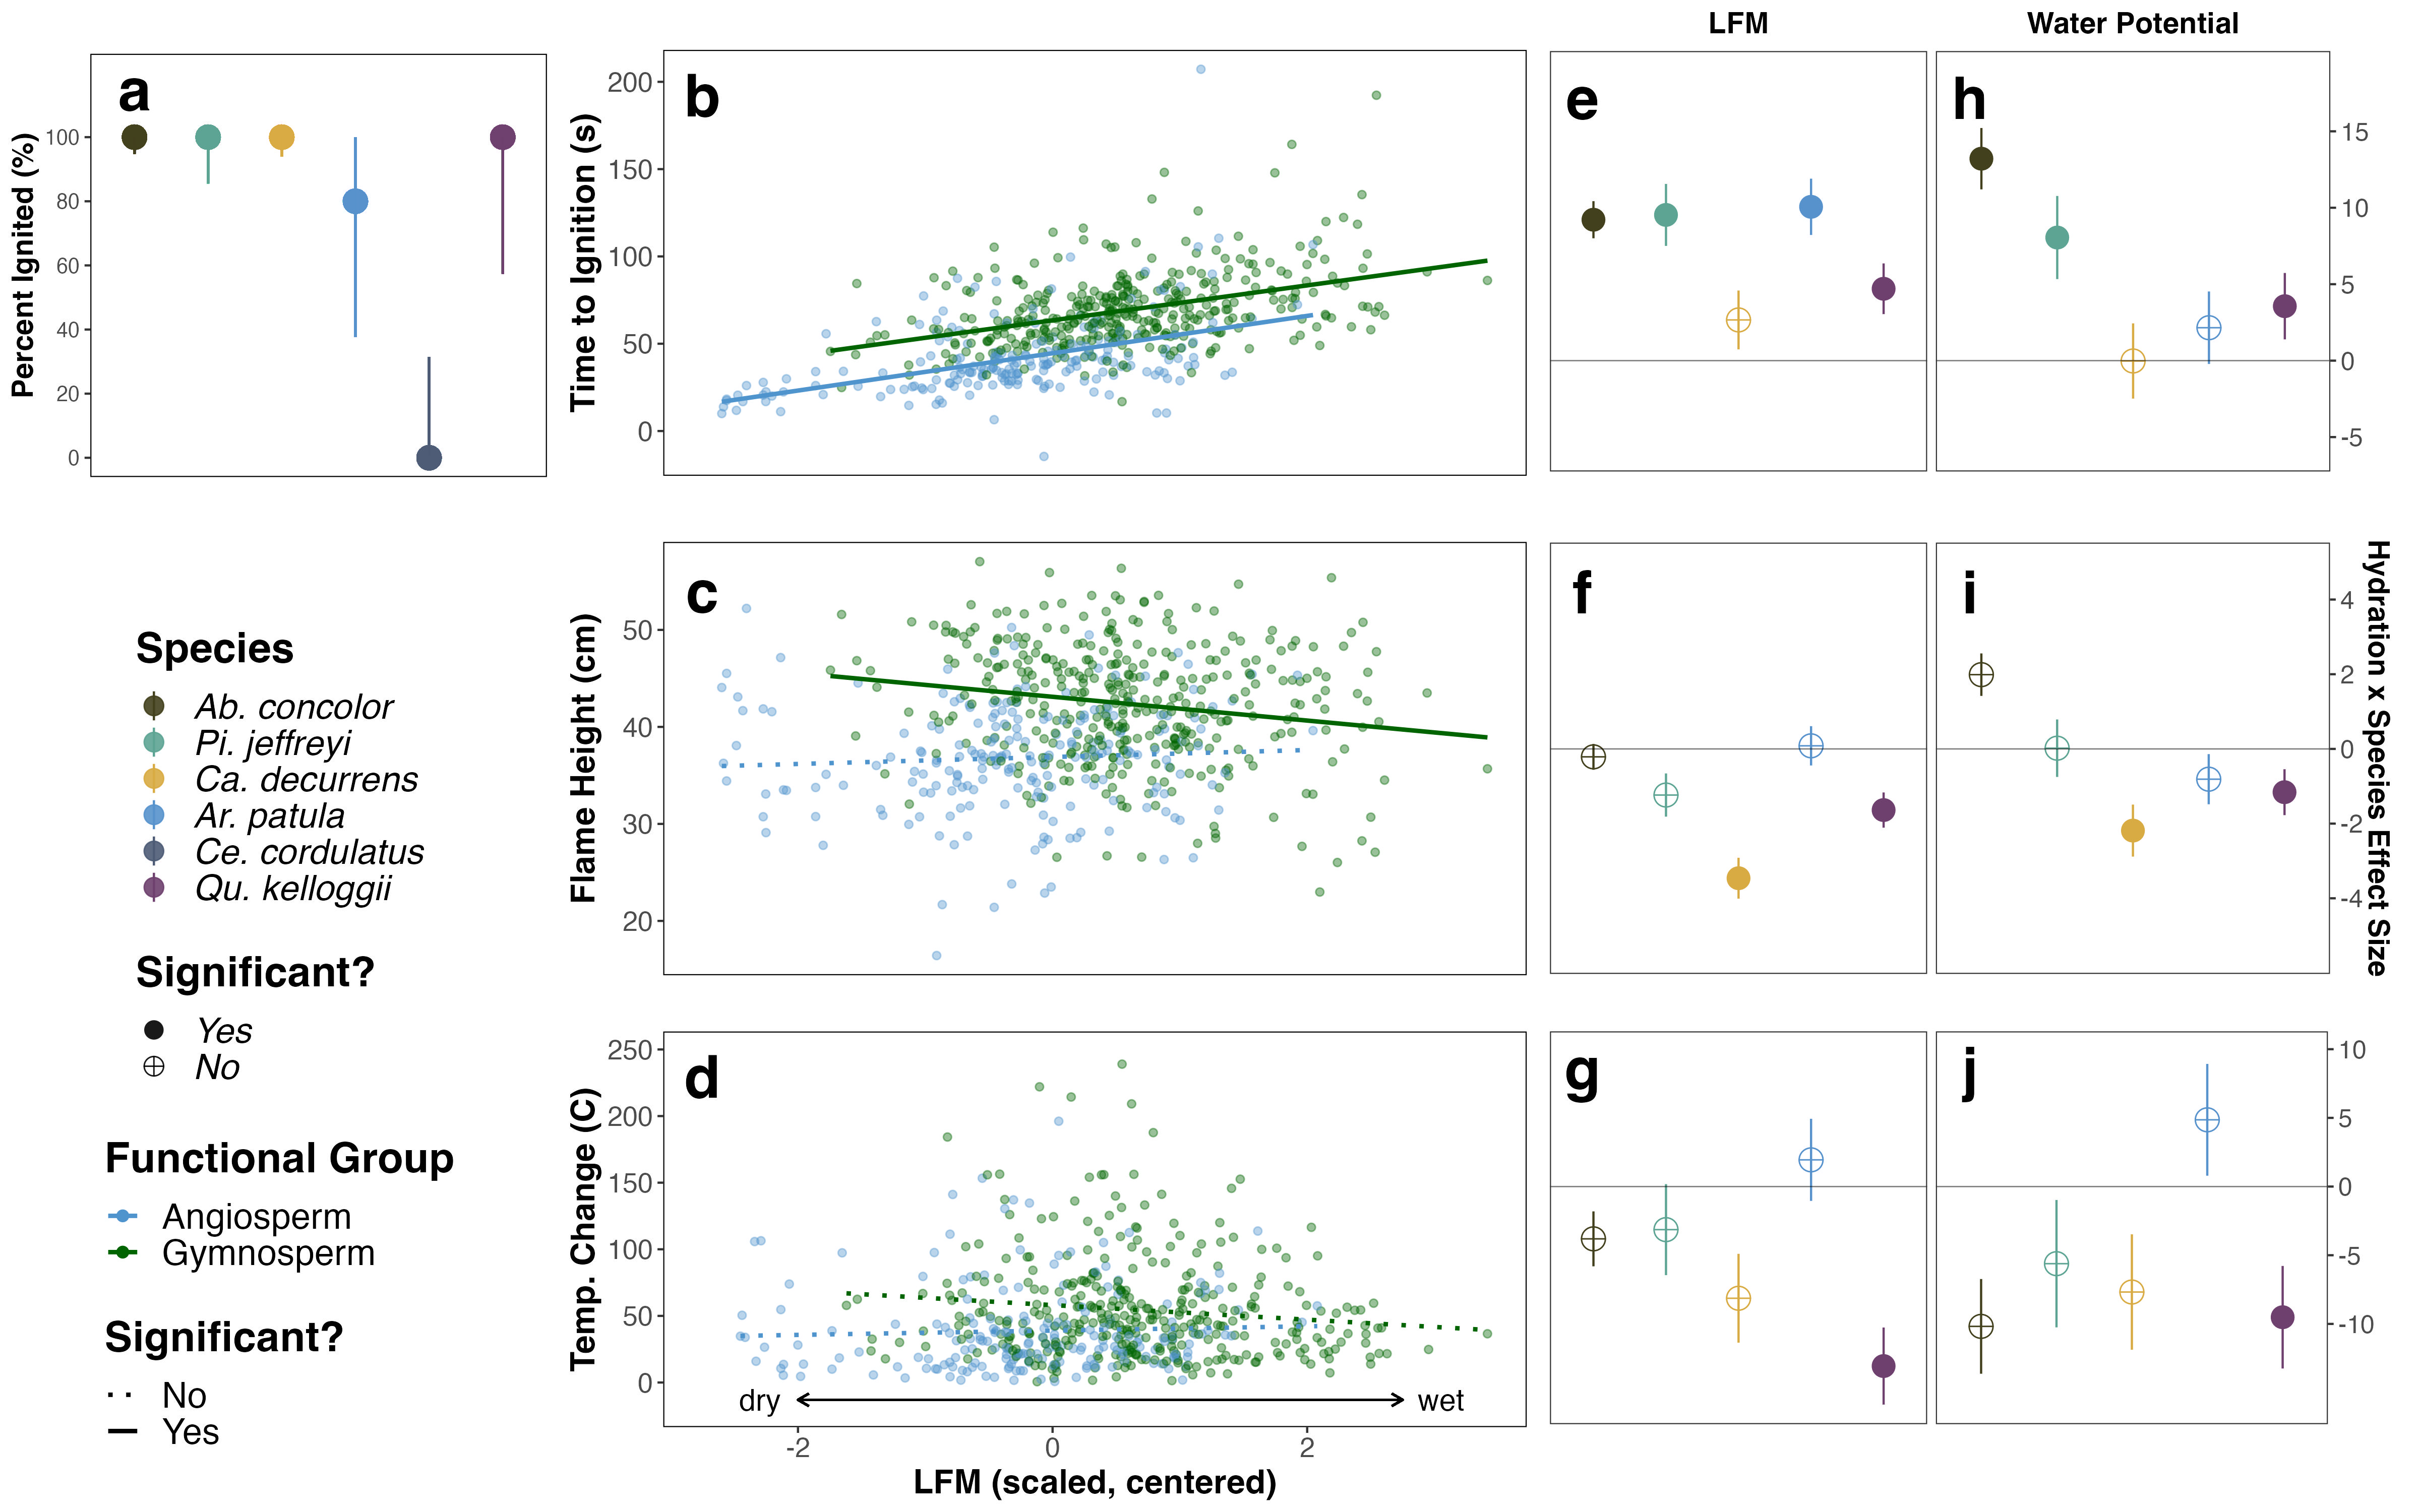 LFM
Water Potential
a
Percent Ignited (%)
100
80
60
40
20
0
b
Time to Ignition (s)
200
150
100
50
0
e
h
15
10
5
0
-5
Species
Ab. concolor
Pi. jeffreyi
Ca. decurrens
Ar. patula
Ce. cordulatus
Qu. kelloggii
Significant?
Yes
No
Functional Group
Angiosperm
Gymnosperm
Significant?
No
Yes
c
Flame Height (cm)
50
40
30
20
f
i
4
2
0
-2
-4
Hydration x Species Effect Size
d
Temp. Change (C)
250
200
150
100
50
0
dry
wet
-2
0
2
LFM (scaled, centered)
g
j
10
5
0
-5
-10